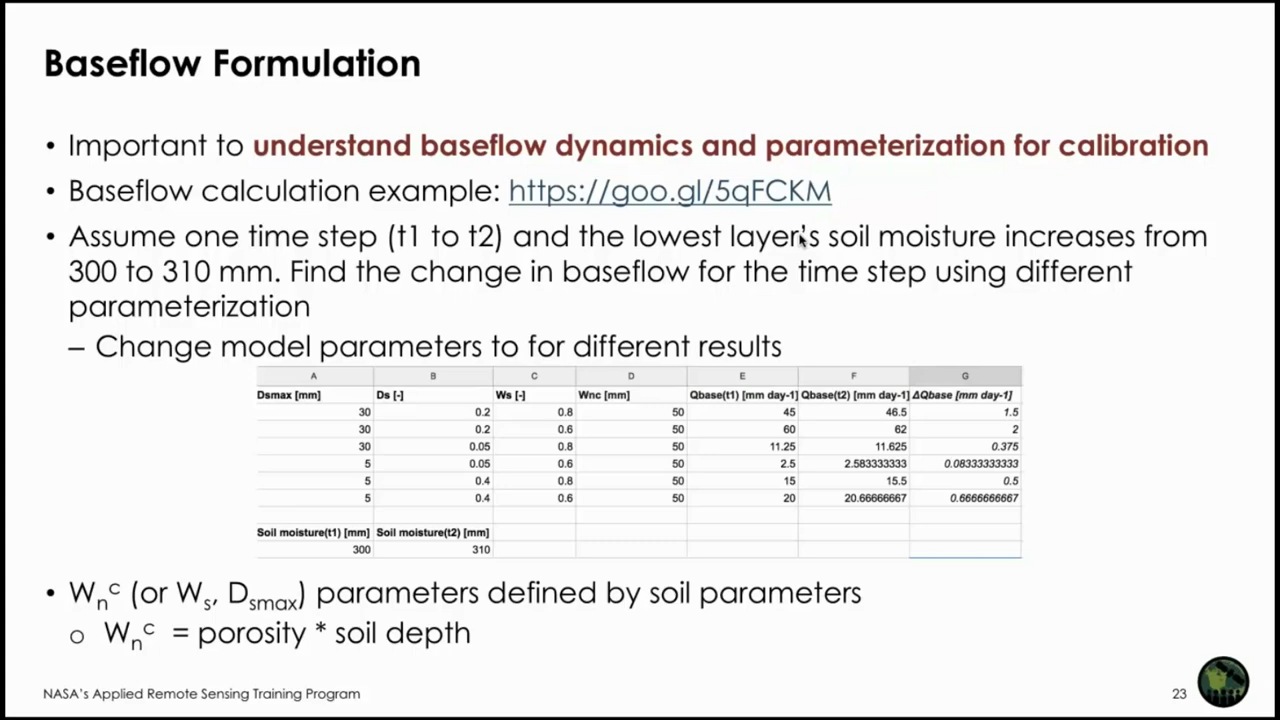 Baseflow Formulation
• Important to understand baseflow dynamics and parameterization for calibration
• Baseflow calculation example: https://goo.gl/5qFCKM
• Assume one time step (t1 to t2) and the lowest layer's soil moisture increases from
300 to 310 mm. Find the change in baseflow for the time step using different
parameterization
– Change model parameters to for different results
A B C D E F G
Dsmax [mm] Ds [-] Ws [-] Wnc [mm] Qbase(t1) [mm day-1] Qbase(t2) [mm day-1] ΔQbase [mm day-1]
30 0.2 0.8 50 45 46.5 1.5
30 0.2 0.6 50 60 62 2
30 0.05 0.8 50 11.25 11.625 0.375
5 0.05 0.6 50 2.5 2.583333333 0.08333333333
5 0.4 0.8 50 15 15.5 0.5
5 0.4 0.6 50 20 20.66666667 0.6666666667
Soil moisture(t1) [mm] Soil moisture(t2) [mm]
300 310
• Wnc (or Ws, Dsmax) parameters defined by soil parameters
○ Wnc = porosity * soil depth
NASA's Applied Remote Sensing Training Program
23